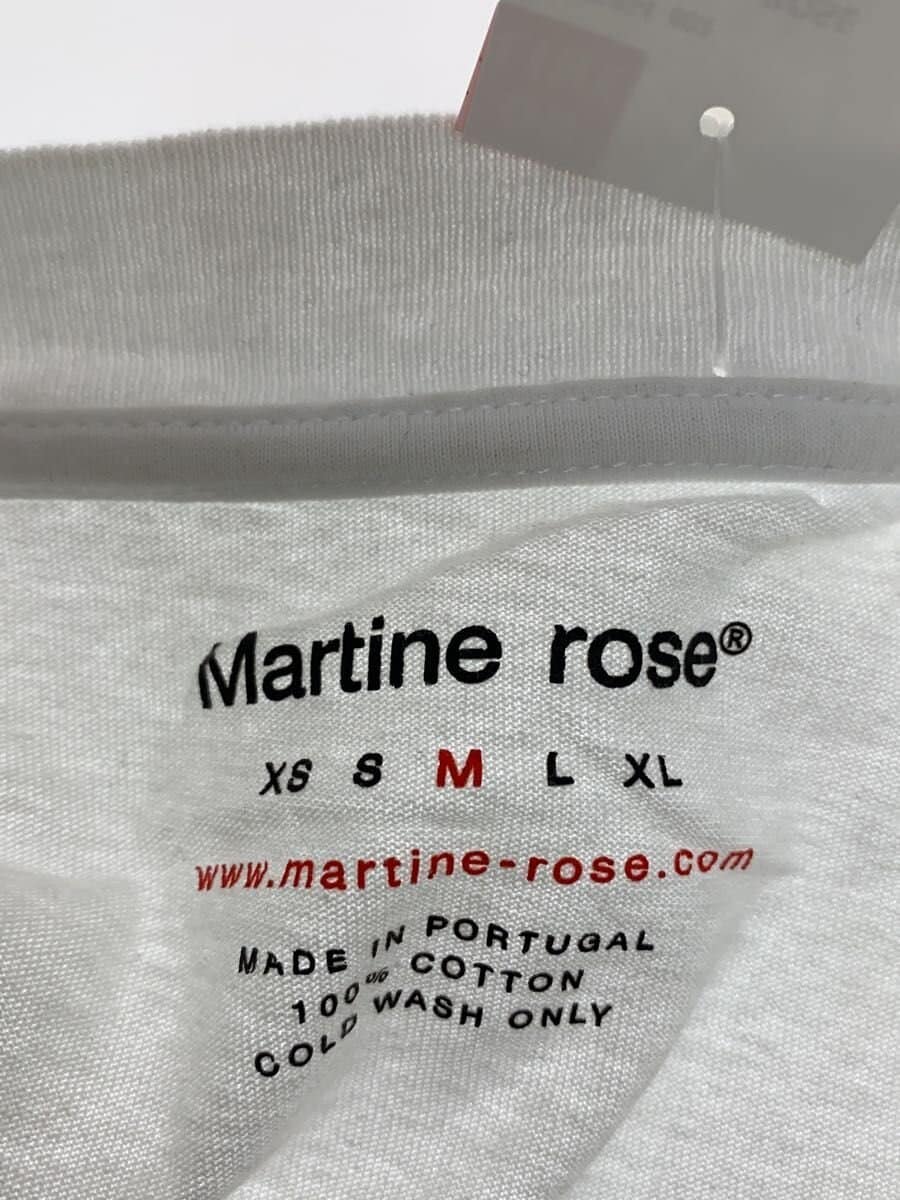 Martine rose®
XS S M L XL
www.martine-rose.com
MADE IN PORTUGAL
100% COTTON
COLD WASH ONLY